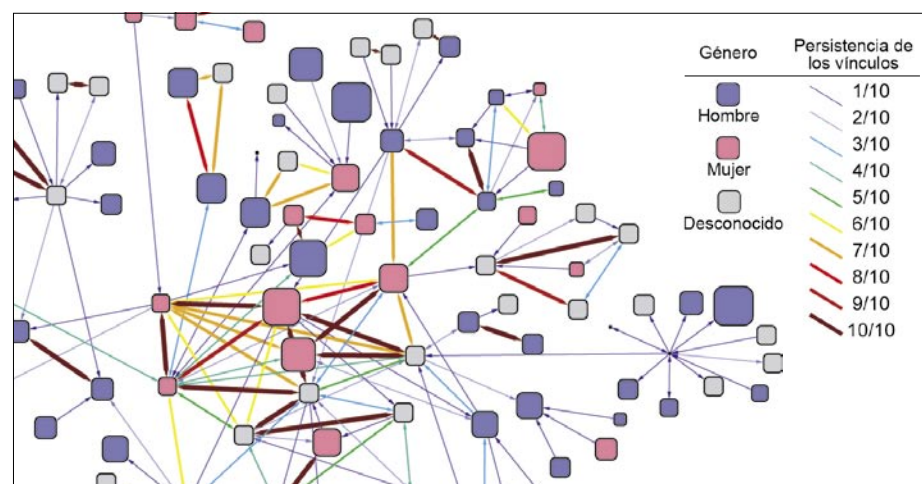 Género
Hombre
Mujer
Desconocido
Persistencia de
los vínculos
1/10
2/10
3/10
4/10
5/10
6/10
7/10
8/10
9/10
10/10